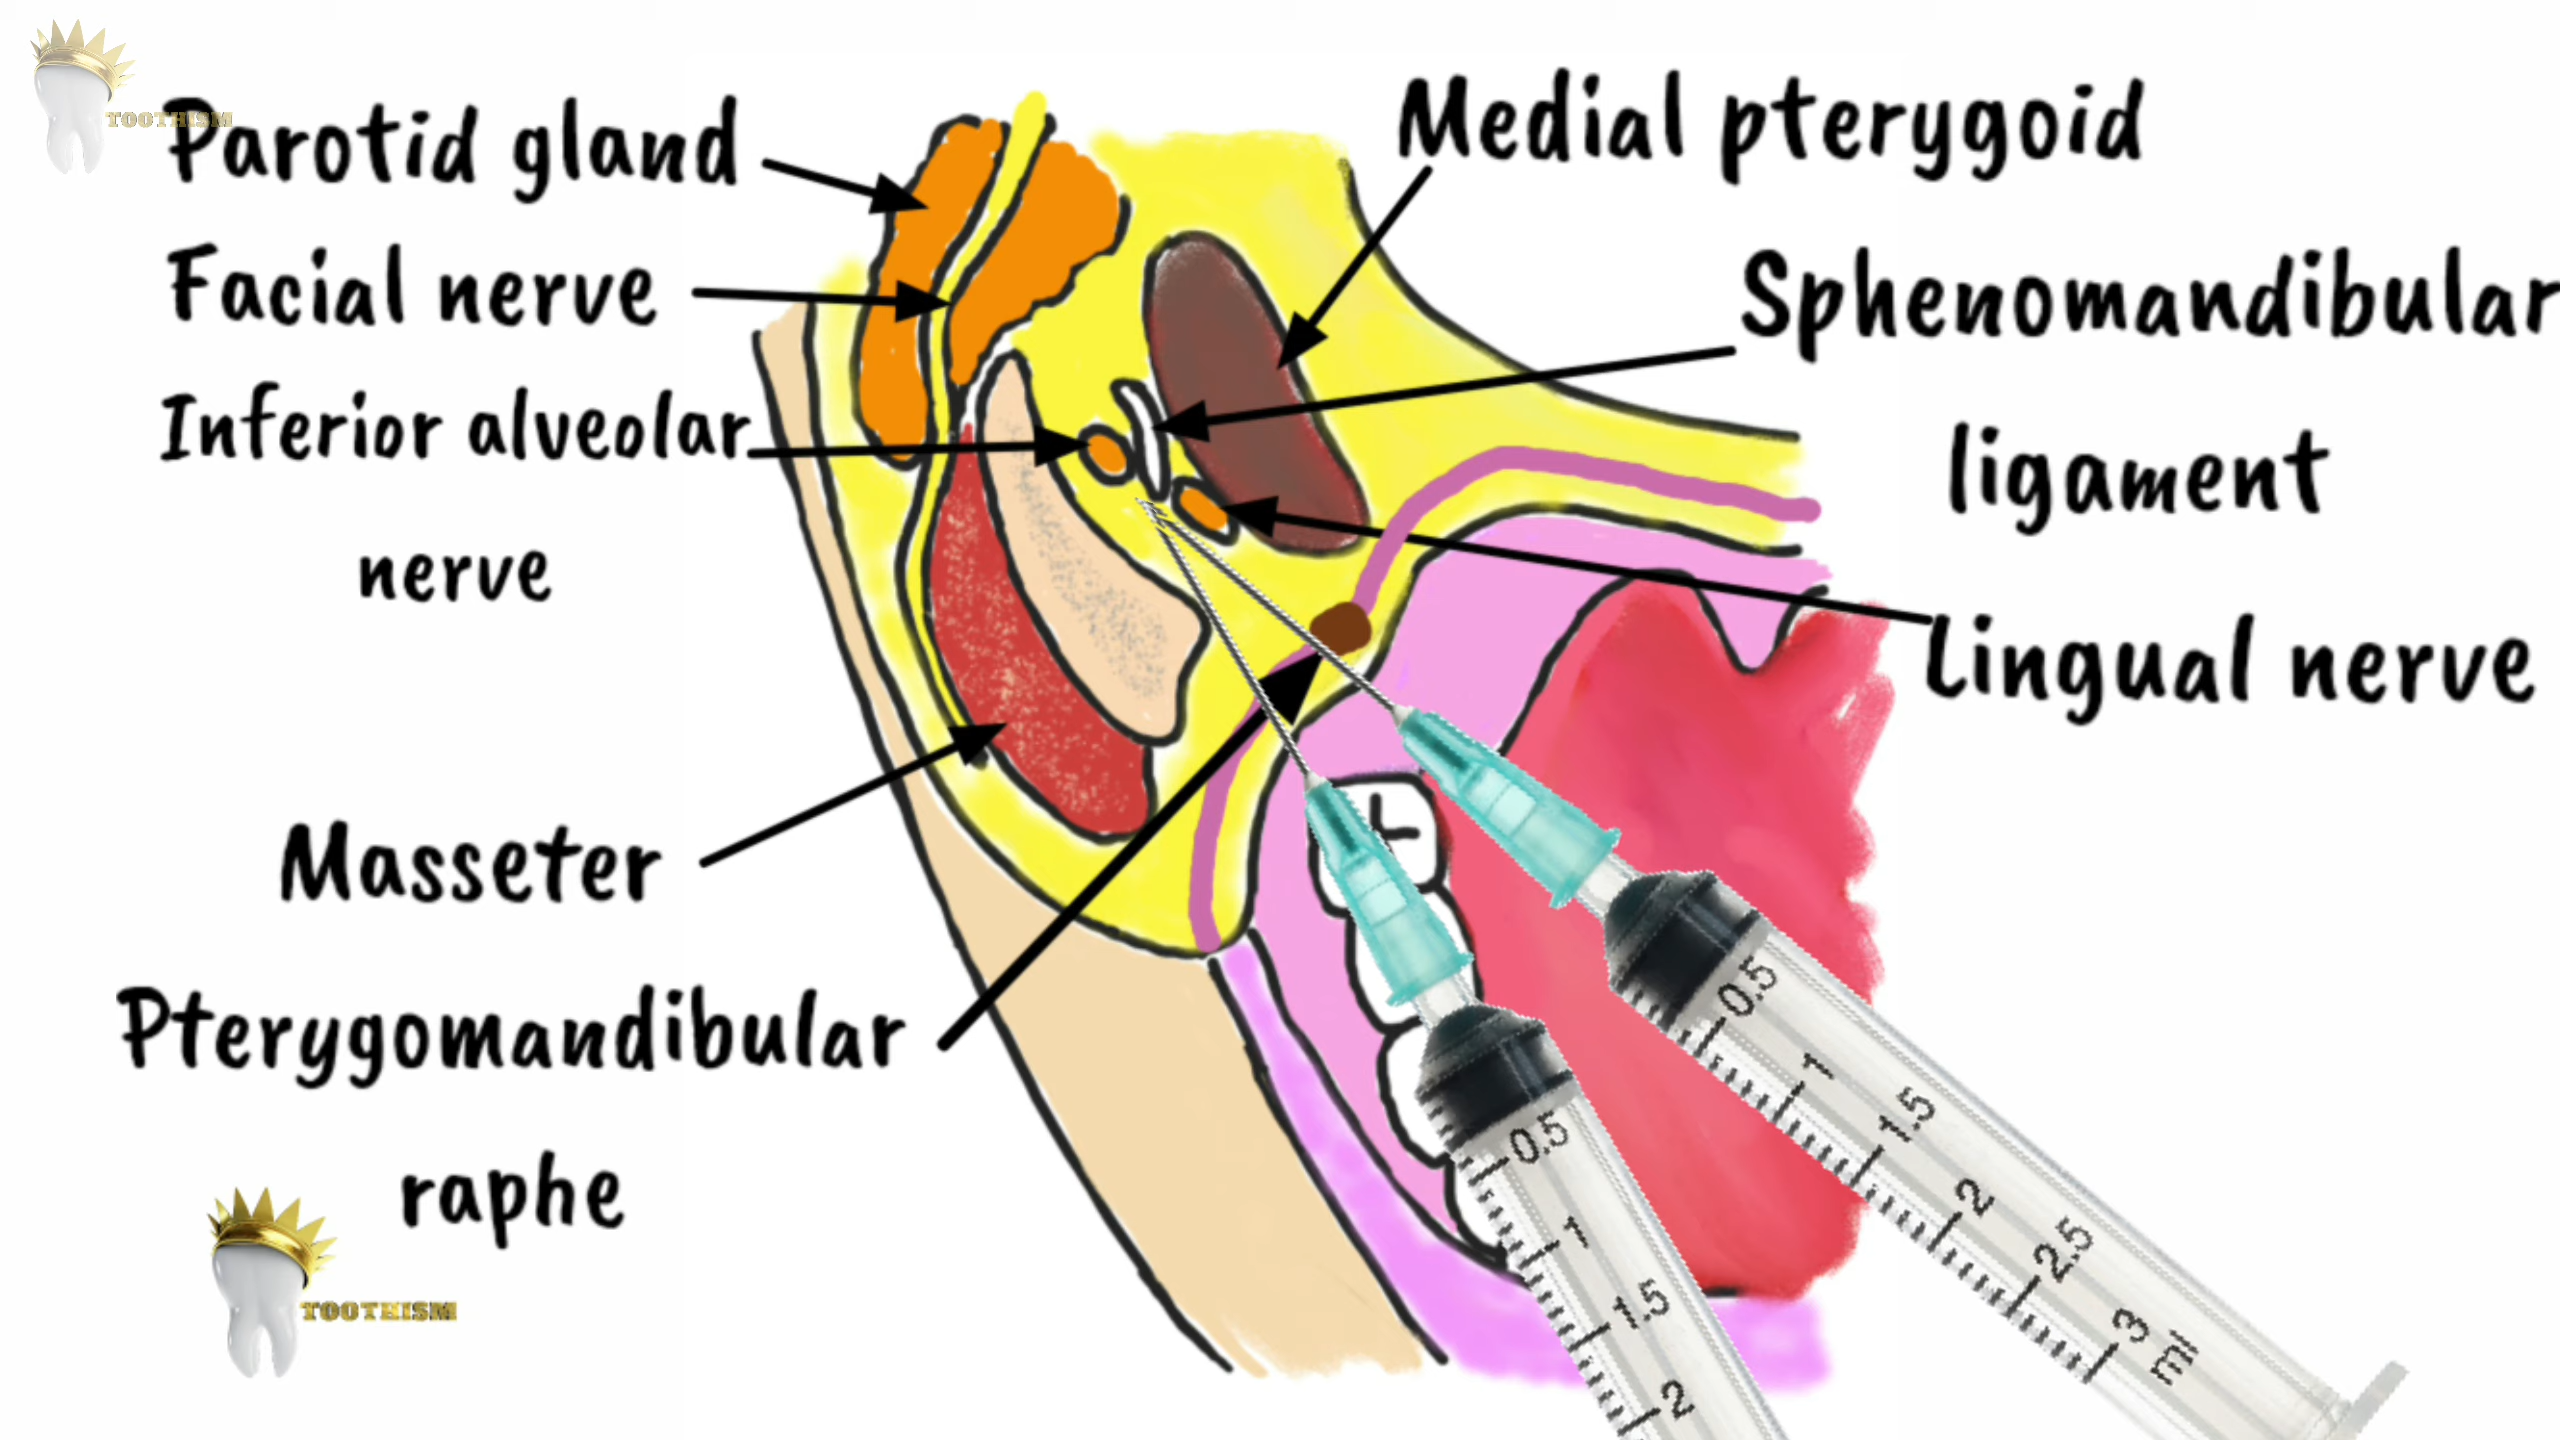 TOOTHISM
Parotid gland
Facial nerve
Inferior alveolar
nerve
Masseter
Pterygomandibular
raphe
TOOTHISM
Medial pterygoid
Sphenomandibular
ligament
Lingual nerve
0.5
1
1.5
2
2.5
3
ml
0.5
1
1.5
2